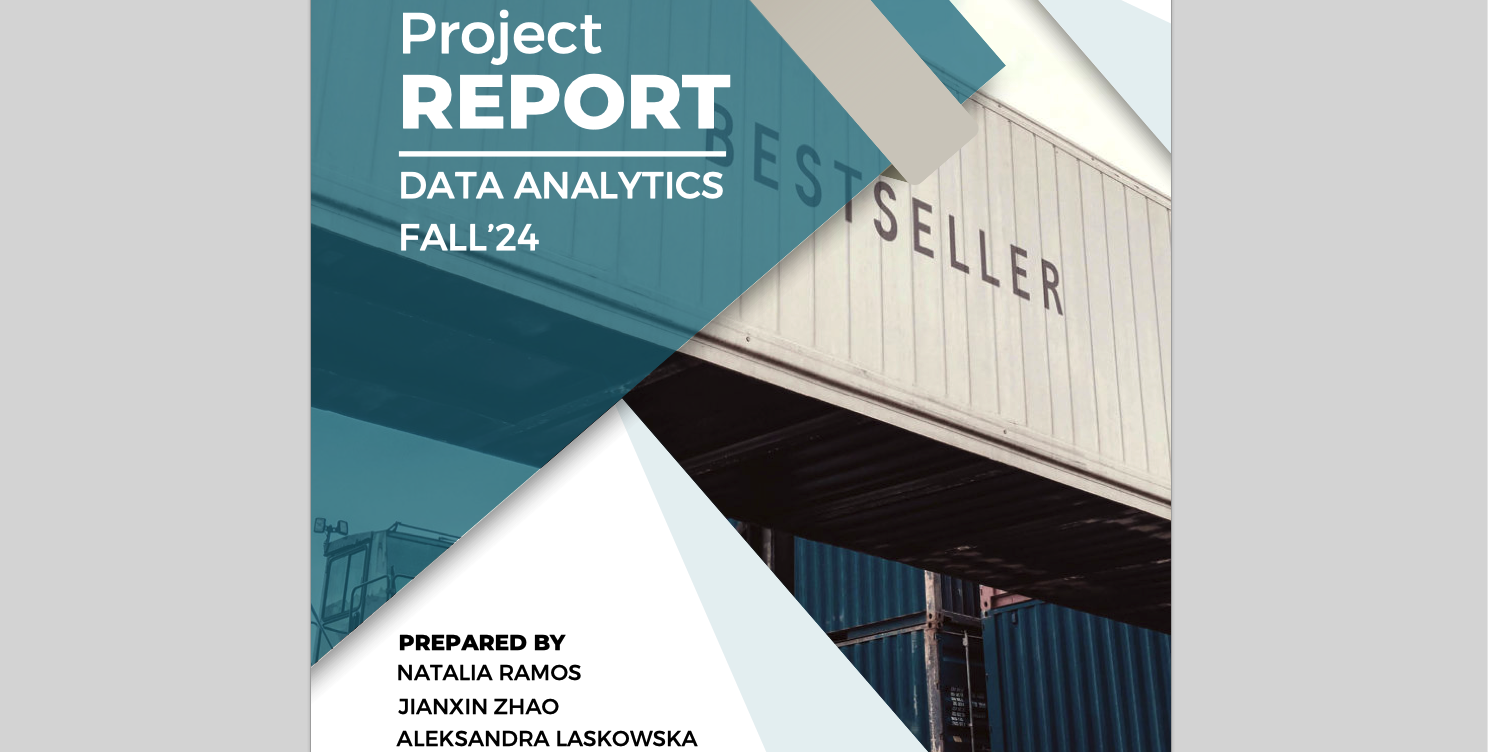 Project
REPORT
DATA ANALYTICS
FALL’24
BESTSELLER
PREPARED BY
NATALIA RAMOS
JIANXIN ZHAO
ALEKSANDRA LASKOWSKA